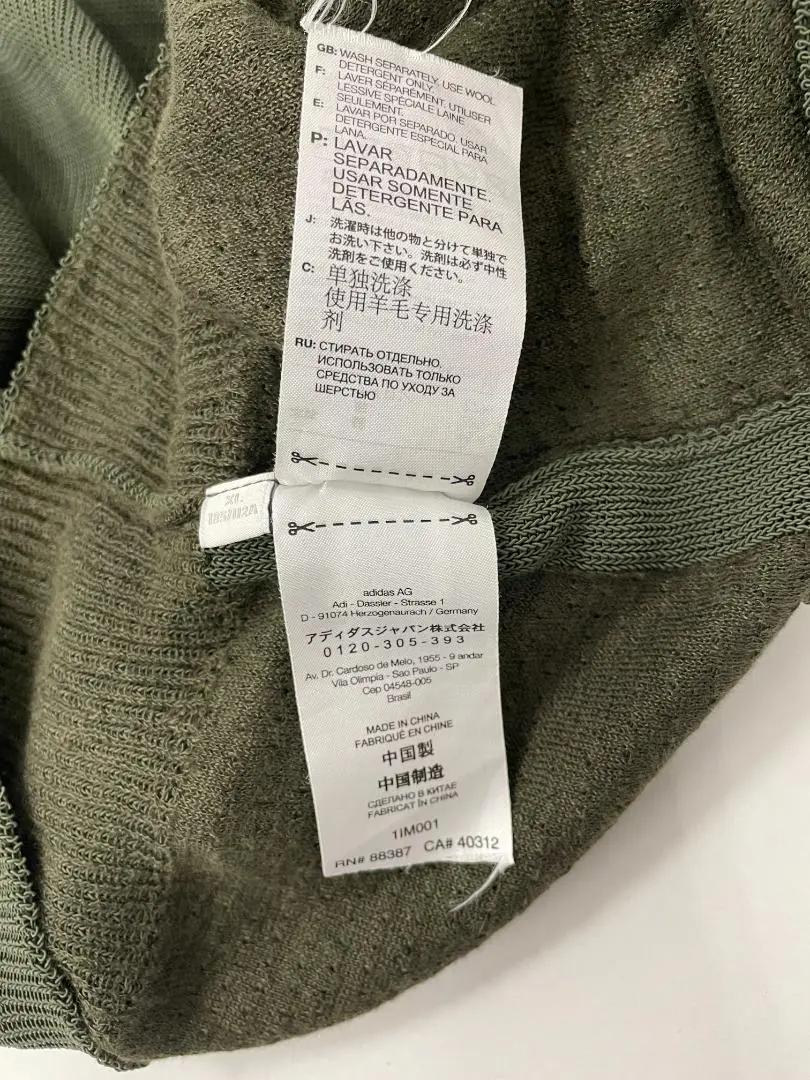 GB: WASH SEPARATELY. USE WOOL
DETERGENT ONLY.
F: LAVER SÉPARÉMENT. UTILISER
LESSIVE SPÉCIALE LAINE
SEULEMENT.
E: LAVAR POR SEPARADO. USAR
DETERGENTE ESPECIAL PARA
LANA.
P: LAVAR
SEPARADAMENTE.
USAR SOMENTE
DETERGENTE PARA
LÃS.
J: 洗濯時は他の物と分けて単独で
お洗い下さい。洗剤は必ず中性
洗剤をご使用ください。
C: 单独洗涤
使用羊毛专用洗涤
剂
RU: СТИРАТЬ ОТДЕЛЬНО.
ИСПОЛЬЗОВАТЬ ТОЛЬКО
СРЕДСТВА ПО УХОДУ ЗА
ШЕРСТЬЮ
XL
185/112A
adidas AG
Adi - Dassler - Strasse 1
D - 91074 Herzogenaurach / Germany
アディダスジャパン株式会社
0120-305-393
Av. Dr. Cardoso de Melo, 1955 - 9 andar
Vila Olimpia - Sao Paulo - SP
Cep 04548-005
Brasil
MADE IN CHINA
FABRIQUÉ EN CHINE
中国製
中国制造
СДЕЛАНО В КИТАЕ
FABRICAT ÎN CHINA
1IM001
RN# 88387 CA# 40312